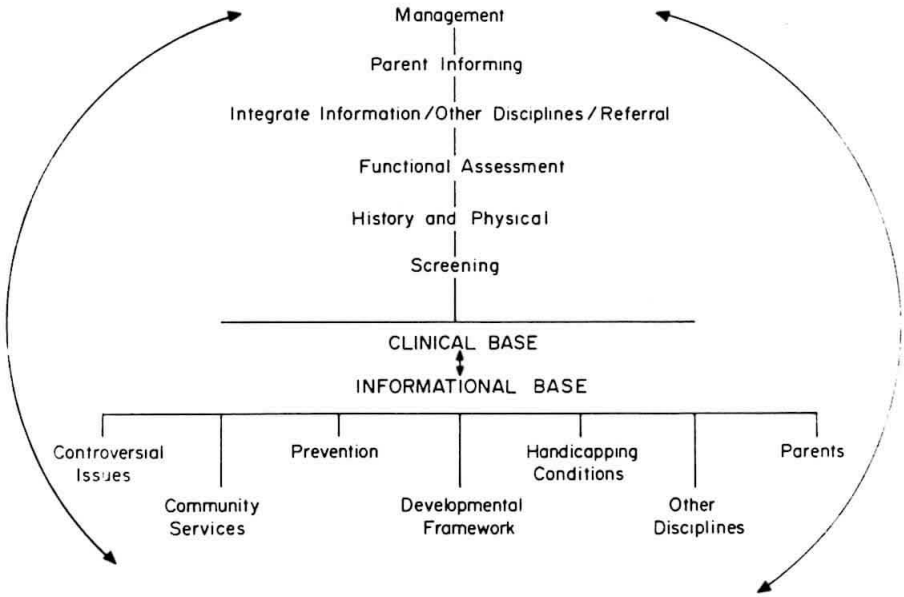 Management
Parent Informing
Integrate Information/Other Disciplines/Referral
Functional Assessment
History and Physical
Screening
CLINICAL BASE
INFORMATIONAL BASE
Controversial
Issues
Community
Services
Prevention
Developmental
Framework
Handicapping
Conditions
Other
Disciplines
Parents